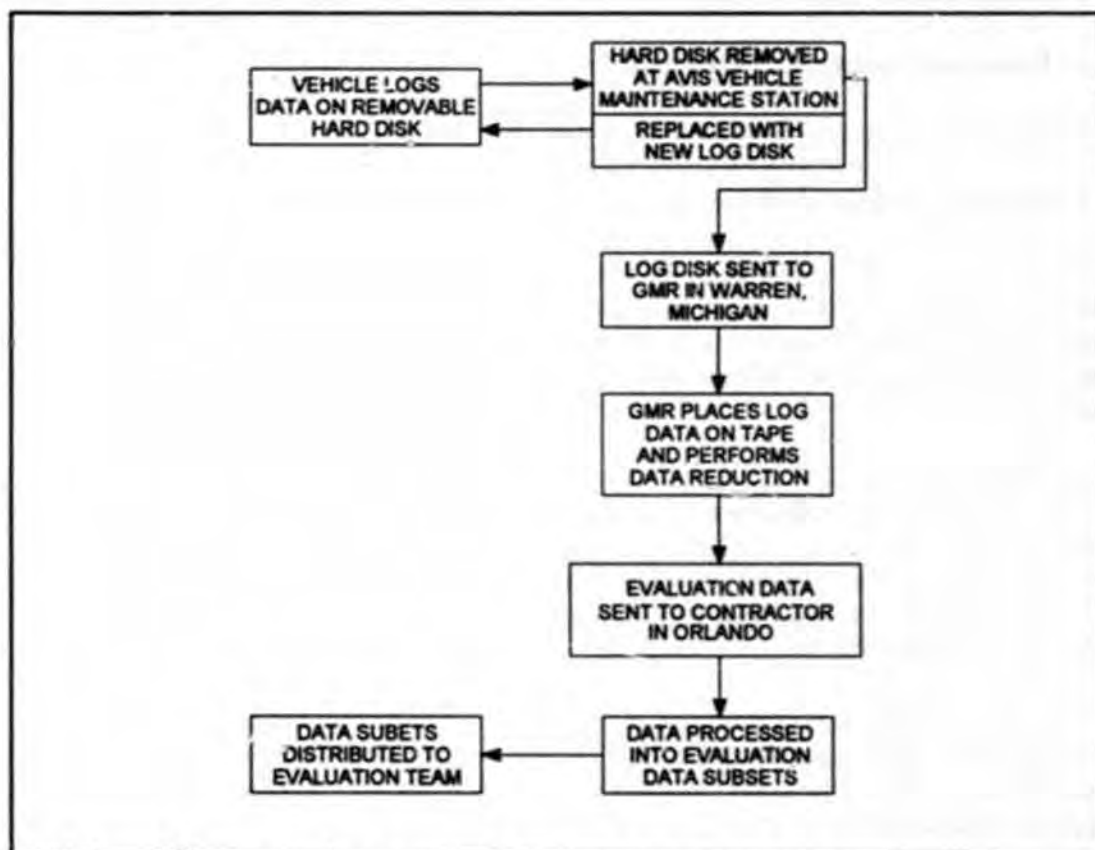 VEHICLE LOGS
DATA ON REMOVABLE
HARD DISK
HARD DISK REMOVED
AT AVIS VEHICLE
MAINTENANCE STATION
REPLACED WITH
NEW LOG DISK
LOG DISK SENT TO
GMR IN WARREN,
MICHIGAN
GMR PLACES LOG
DATA ON TAPE
AND PERFORMS
DATA REDUCTION
EVALUATION DATA
SENT TO CONTRACTOR
IN ORLANDO
DATA SUBETS
DISTRIBUTED TO
EVALUATION TEAM
DATA PROCESSED
INTO EVALUATION
DATA SUBSETS